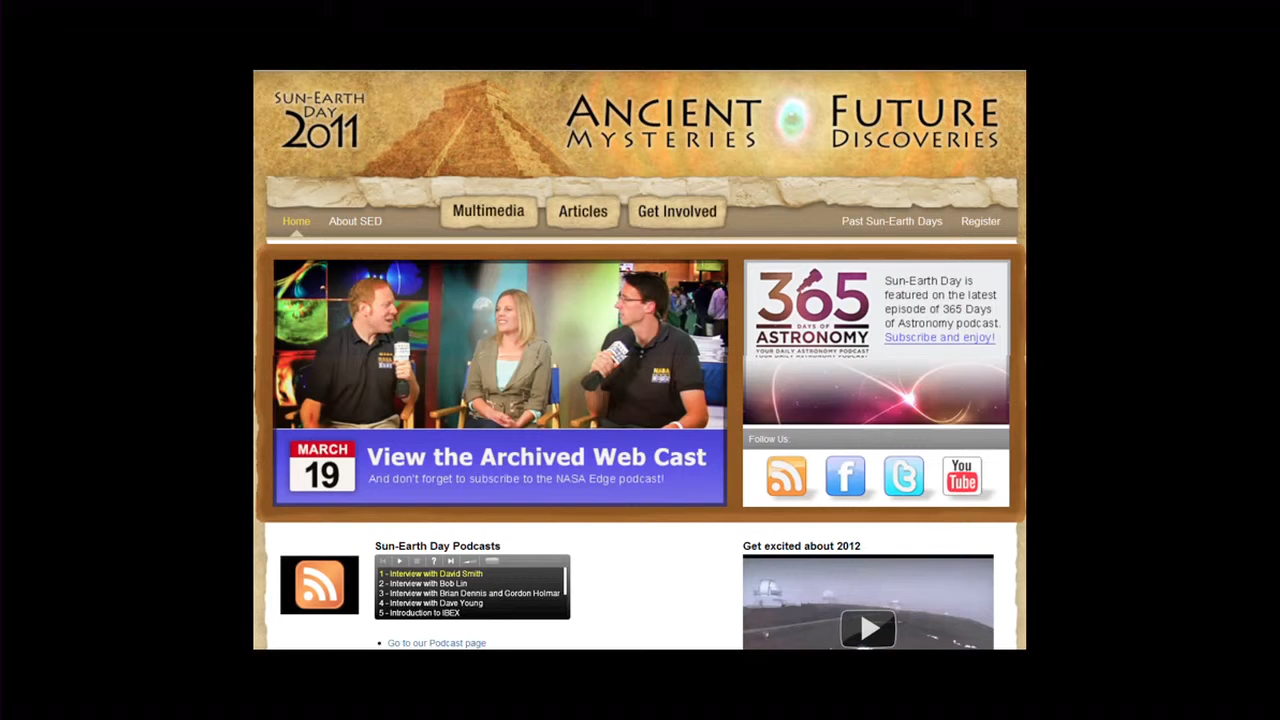 SUN-EARTH
DAY
2011
ANCIENT
MYSTERIES
FUTURE
DISCOVERIES
Home
About SED
Multimedia
Articles
Get Involved
Past Sun-Earth Days
Register
MARCH
19
View the Archived Web Cast
And don't forget to subscribe to the NASA Edge podcast!
365
DAYS OF
ASTRONOMY
YOUR DAILY ASTRONOMY PODCAST
Sun-Earth Day is
featured on the latest
episode of 365 Days
of Astronomy podcast.
Subscribe and enjoy!
Follow Us:
You
Tube
Sun-Earth Day Podcasts
1 - Interview with David Smith
2 - Interview with Bob Lin
3 - Interview with Brian Dennis and Gordon Holmar
4 - Interview with Dave Young
5 - Introduction to IBEX
Go to our Podcast page
Get excited about 2012